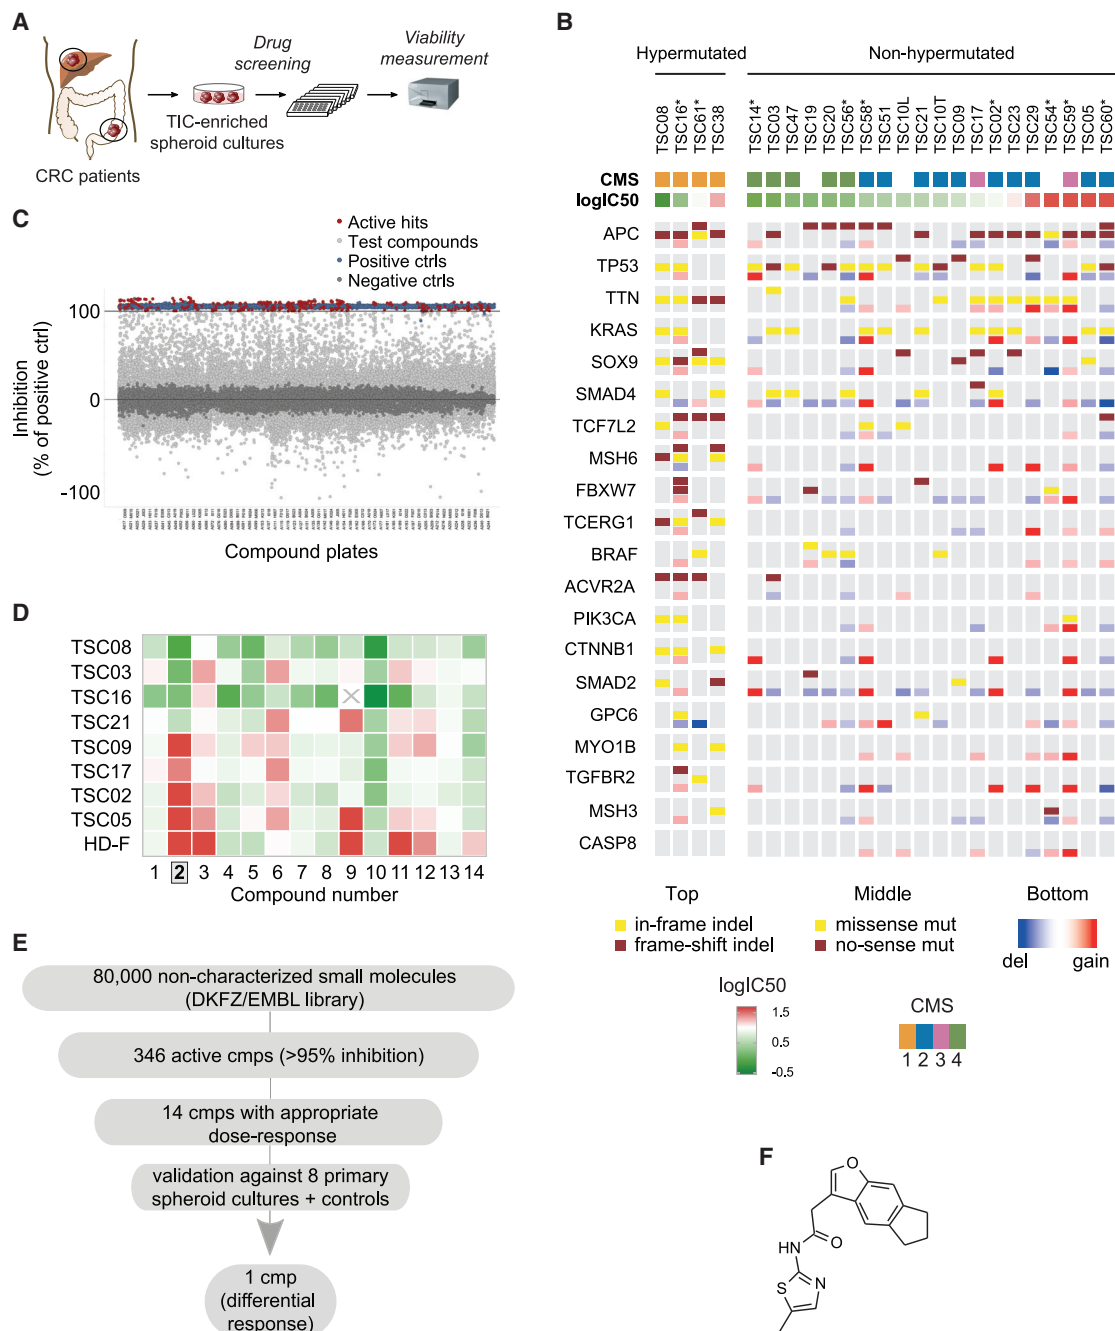 A
Drug
screening
Viability
measurement
TIC-enriched
spheroid cultures
CRC patients
B
Hypermutated
Non-hypermutated
TSC08
TSC16*
TSC61*
TSC38
TSC14*
TSC03
TSC47
TSC19
TSC20
TSC56*
TSC58*
TSC51
TSC10L
TSC21
TSC10T
TSC09
TSC17
TSC02*
TSC23
TSC29
TSC54*
TSC59*
TSC05
TSC60*
CMS
logIC50
APC
TP53
TTN
KRAS
SOX9
SMAD4
TCF7L2
MSH6
FBXW7
TCERG1
BRAF
ACVR2A
PIK3CA
CTNNB1
SMAD2
GPC6
MYO1B
TGFBR2
MSH3
CASP8
Top
in-frame indel
frame-shift indel
Middle
missense mut
no-sense mut
Bottom
del gain
logIC50
1.5
0.5
-0.5
CMS
1 2 3 4
C
Active hits
Test compounds
Positive ctrls
Negative ctrls
Inhibition
(% of positive ctrl)
100
0
-100
Compound plates
D
TSC08
TSC03
TSC16
TSC21
TSC09
TSC17
TSC02
TSC05
HD-F
1 2 3 4 5 6 7 8 9 10 11 12 13 14
Compound number
E
80,000 non-characterized small molecules
(DKFZ/EMBL library)
346 active cmps (>95% inhibition)
14 cmps with appropriate
dose-response
validation against 8 primary
spheroid cultures + controls
1 cmp
(differential
response)
F
O
O
HN
S
N